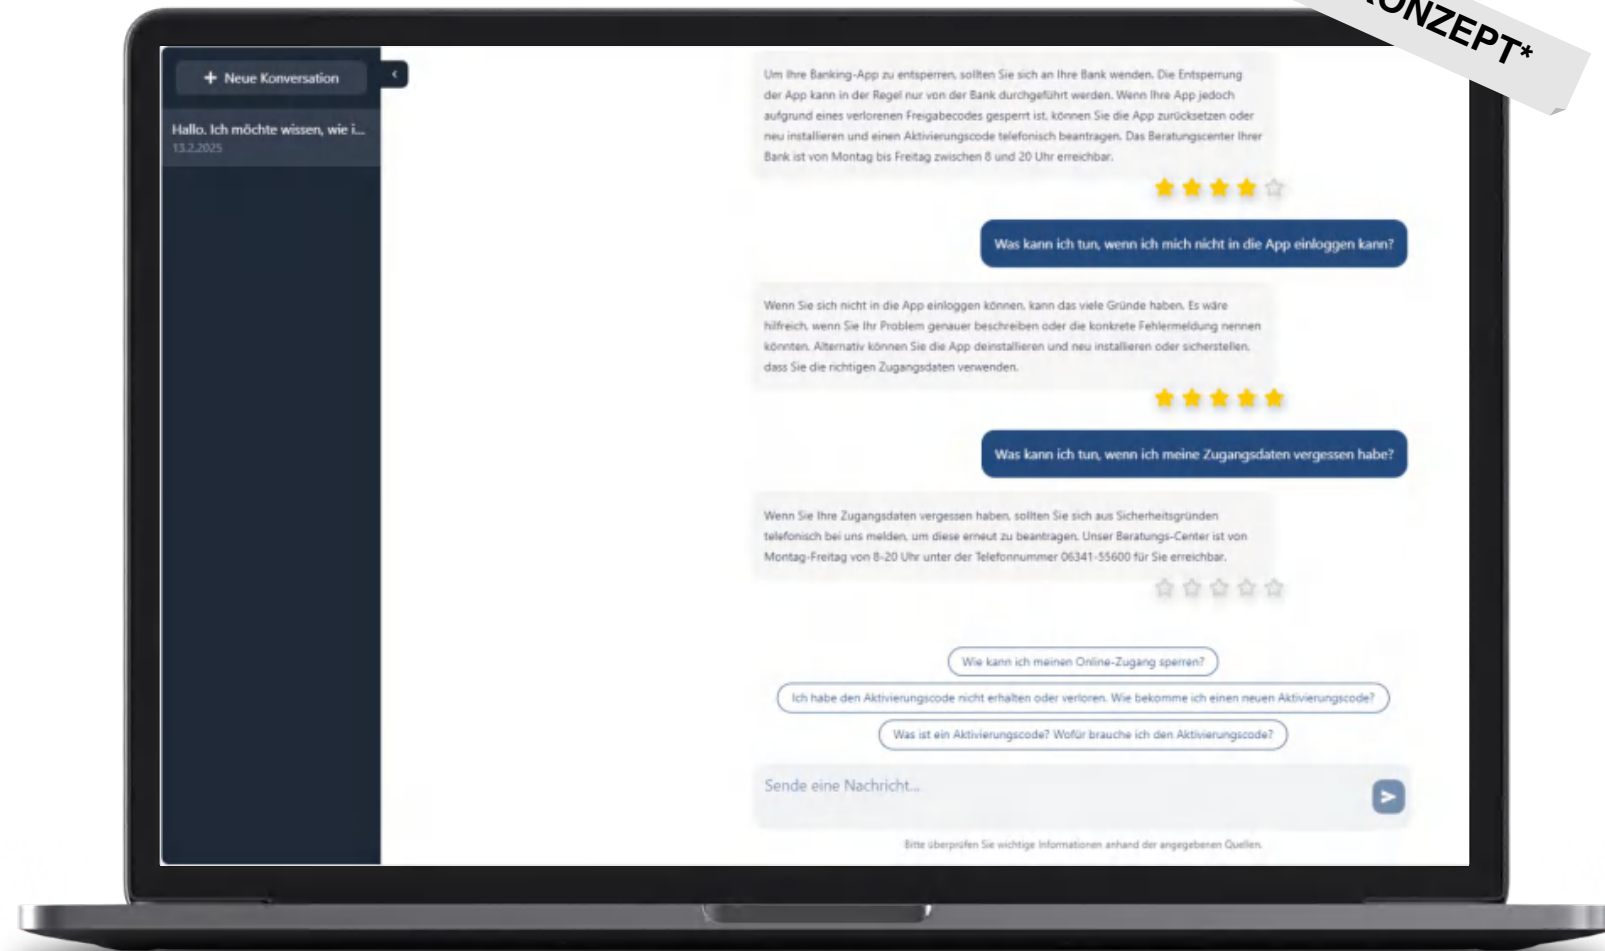 KONZEPT*
+ Neue Konversation
Hallo. Ich möchte wissen, wie i...
13.2.2025
Um Ihre Banking-App zu entsperren, sollten Sie sich an Ihre Bank wenden. Die Entsperrung
der App kann in der Regel nur von der Bank durchgeführt werden. Wenn Ihre App jedoch
aufgrund eines verlorenen Freigabecodes gesperrt ist, können Sie die App zurücksetzen oder
neu installieren und einen Aktivierungscode telefonisch beantragen. Das Beratungscenter Ihrer
Bank ist von Montag bis Freitag zwischen 8 und 20 Uhr erreichbar.
Was kann ich tun, wenn ich mich nicht in die App einloggen kann?
Wenn Sie sich nicht in die App einloggen können, kann das viele Gründe haben. Es wäre
hilfreich, wenn Sie Ihr Problem genauer beschreiben oder die konkrete Fehlermeldung nennen
könnten. Alternativ können Sie die App deinstallieren und neu installieren oder sicherstellen,
dass Sie die richtigen Zugangsdaten verwenden.
Was kann ich tun, wenn ich meine Zugangsdaten vergessen habe?
Wenn Sie Ihre Zugangsdaten vergessen haben, sollten Sie sich aus Sicherheitsgründen
telefonisch bei uns melden, um diese erneut zu beantragen. Unser Beratungs-Center ist von
Montag-Freitag von 8-20 Uhr unter der Telefonnummer 06341-55600 für Sie erreichbar.
Wie kann ich meinen Online-Zugang sperren?
Ich habe den Aktivierungscode nicht erhalten oder verloren. Wie bekomme ich einen neuen Aktivierungscode?
Was ist ein Aktivierungscode? Wofür brauche ich den Aktivierungscode?
Sende eine Nachricht...
Bitte überprüfen Sie wichtige Informationen anhand der angegebenen Quellen.